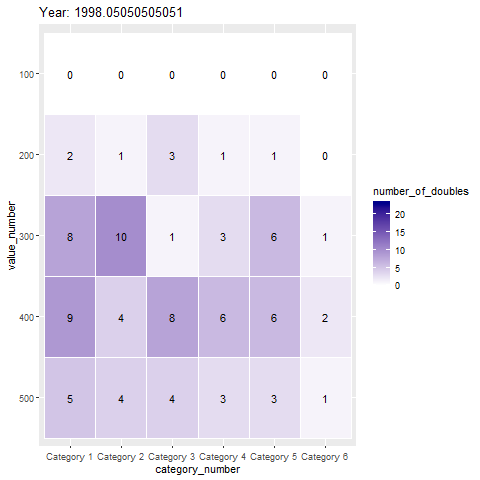 Year: 1998.05050505051
100 0 0 0 0 0 0
200 2 1 3 1 1 0
300 8 10 1 3 6 1
400 9 4 8 6 6 2
500 5 4 4 3 3 1
Category 1 Category 2 Category 3 Category 4 Category 5 Category 6
category_number
value_number
number_of_doubles
20
15
10
5
0